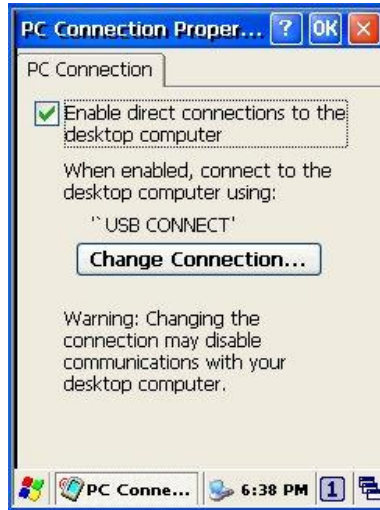 PC Connection Proper... ? OK
PC Connection
Enable direct connections to the
desktop computer
When enabled, connect to the
desktop computer using:
'`USB CONNECT'
Change Connection...
Warning: Changing the
connection may disable
communications with your
desktop computer.
PC Conne... 6:38 PM 1